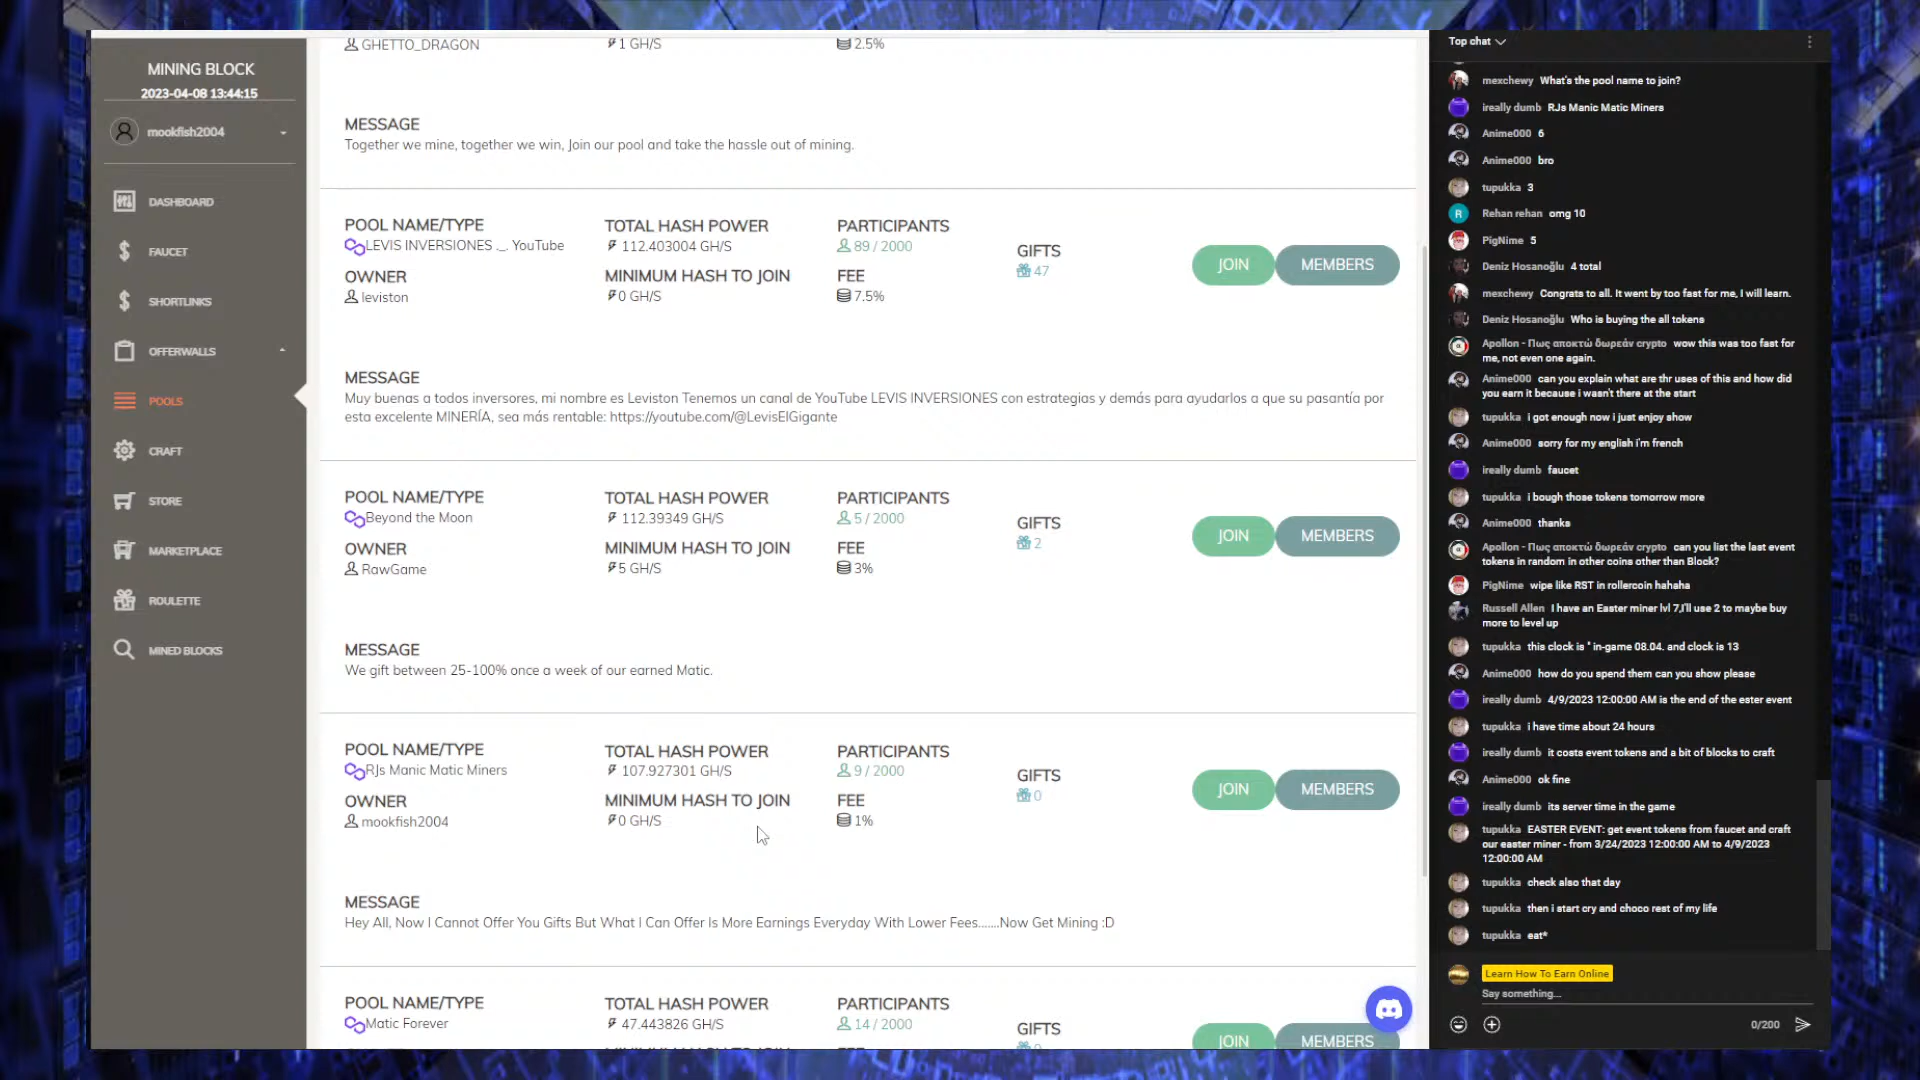 MINING BLOCK
2023-04-08 13:44:15
mookfish2004
DASHBOARD
FAUCET
SHORTLINKS
OFFERWALLS
POOLS
CRAFT
STORE
MARKETPLACE
ROULETTE
MINED BLOCKS
GHETTO_DRAGON
1 GH/S
2.5%
MESSAGE
Together we mine, together we win, Join our pool and take the hassle out of mining.
POOL NAME/TYPE
LEVIS INVERSIONES ._. YouTube
OWNER
leviston
TOTAL HASH POWER
112.403004 GH/S
MINIMUM HASH TO JOIN
0 GH/S
PARTICIPANTS
89 / 2000
FEE
7.5%
GIFTS
47
JOIN
MEMBERS
MESSAGE
Muy buenas a todos inversores, mi nombre es Leviston Tenemos un canal de YouTube LEVIS INVERSIONES con estrategias y demás para ayudarlos a que su pasantía por
esta excelente MINERÍA, sea más rentable: https://youtube.com/@LevisElGigante
POOL NAME/TYPE
Beyond the Moon
OWNER
RawGame
TOTAL HASH POWER
112.39349 GH/S
MINIMUM HASH TO JOIN
5 GH/S
PARTICIPANTS
5 / 2000
FEE
3%
GIFTS
2
JOIN
MEMBERS
MESSAGE
We gift between 25-100% once a week of our earned Matic.
POOL NAME/TYPE
RJs Manic Matic Miners
OWNER
mookfish2004
TOTAL HASH POWER
107.927301 GH/S
MINIMUM HASH TO JOIN
0 GH/S
PARTICIPANTS
9 / 2000
FEE
1%
GIFTS
0
JOIN
MEMBERS
MESSAGE
Hey All, Now I Cannot Offer You Gifts But What I Can Offer Is More Earnings Everyday With Lower Fees......Now Get Mining :D
POOL NAME/TYPE
Matic Forever
TOTAL HASH POWER
47.443826 GH/S
PARTICIPANTS
14 / 2000
GIFTS
JOIN
MEMBERS
Top chat
mexchewy What's the pool name to join?
ireally dumb RJs Manic Matic Miners
Anime000 6
Anime000 bro
tupukka 3
R Rehan rehan omg 10
PigNime 5
Deniz Hosanoğlu 4 total
mexchewy Congrats to all. It went by too fast for me, I will learn.
Deniz Hosanoğlu Who is buying the all tokens
Apollon - Πως αποκτώ δωρεάν crypto wow this was too fast for
me, not even one again.
Anime000 can you explain what are thr uses of this and how did
you earn it because i wasn't there at the start
tupukka i got enough now i just enjoy show
Anime000 sorry for my english i'm french
ireally dumb faucet
tupukka i bough those tokens tomorrow more
Anime000 thanks
Apollon - Πως αποκτώ δωρεάν crypto can you list the last event
tokens in random in other coins other than Block?
PigNime wipe like RST in rollercoin hahaha
Russell Allen I have an Easter miner lvl 7,I'll use 2 to maybe buy
more to level up
tupukka this clock is " in-game 08.04. and clock is 13
Anime000 how do you spend them can you show please
ireally dumb 4/9/2023 12:00:00 AM is the end of the ester event
tupukka i have time about 24 hours
ireally dumb it costs event tokens and a bit of blocks to craft
Anime000 ok fine
ireally dumb its server time in the game
tupukka EASTER EVENT: get event tokens from faucet and craft
our easter miner - from 3/24/2023 12:00:00 AM to 4/9/2023
12:00:00 AM
tupukka check also that day
tupukka then i start cry and choco rest of my life
tupukka eat*
Learn How To Earn Online
Say something...
0/200